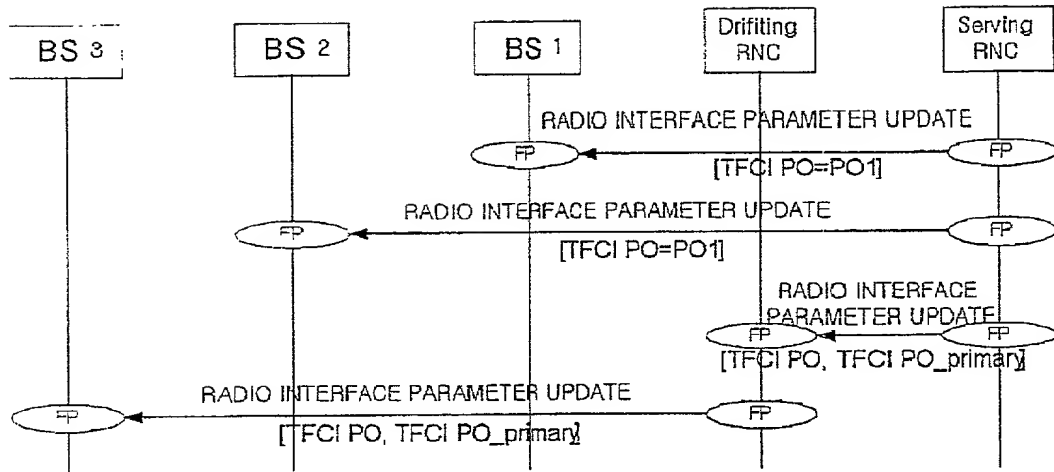 BS 3
BS 2
BS 1
Drifiting
RNC
Serving
RNC
RADIO INTERFACE PARAMETER UPDATE
FP
FP
[TFCI PO=PO1]
RADIO INTERFACE PARAMETER UPDATE
FP
FP
[TFCI PO=PO1]
RADIO INTERFACE
PARAMETER UPDATE
FP
FP
[TFCI PO, TFCI PO_primary]
RADIO INTERFACE PARAMETER UPDATE
FP
FP
[TFCI PO, TFCI PO_primary]